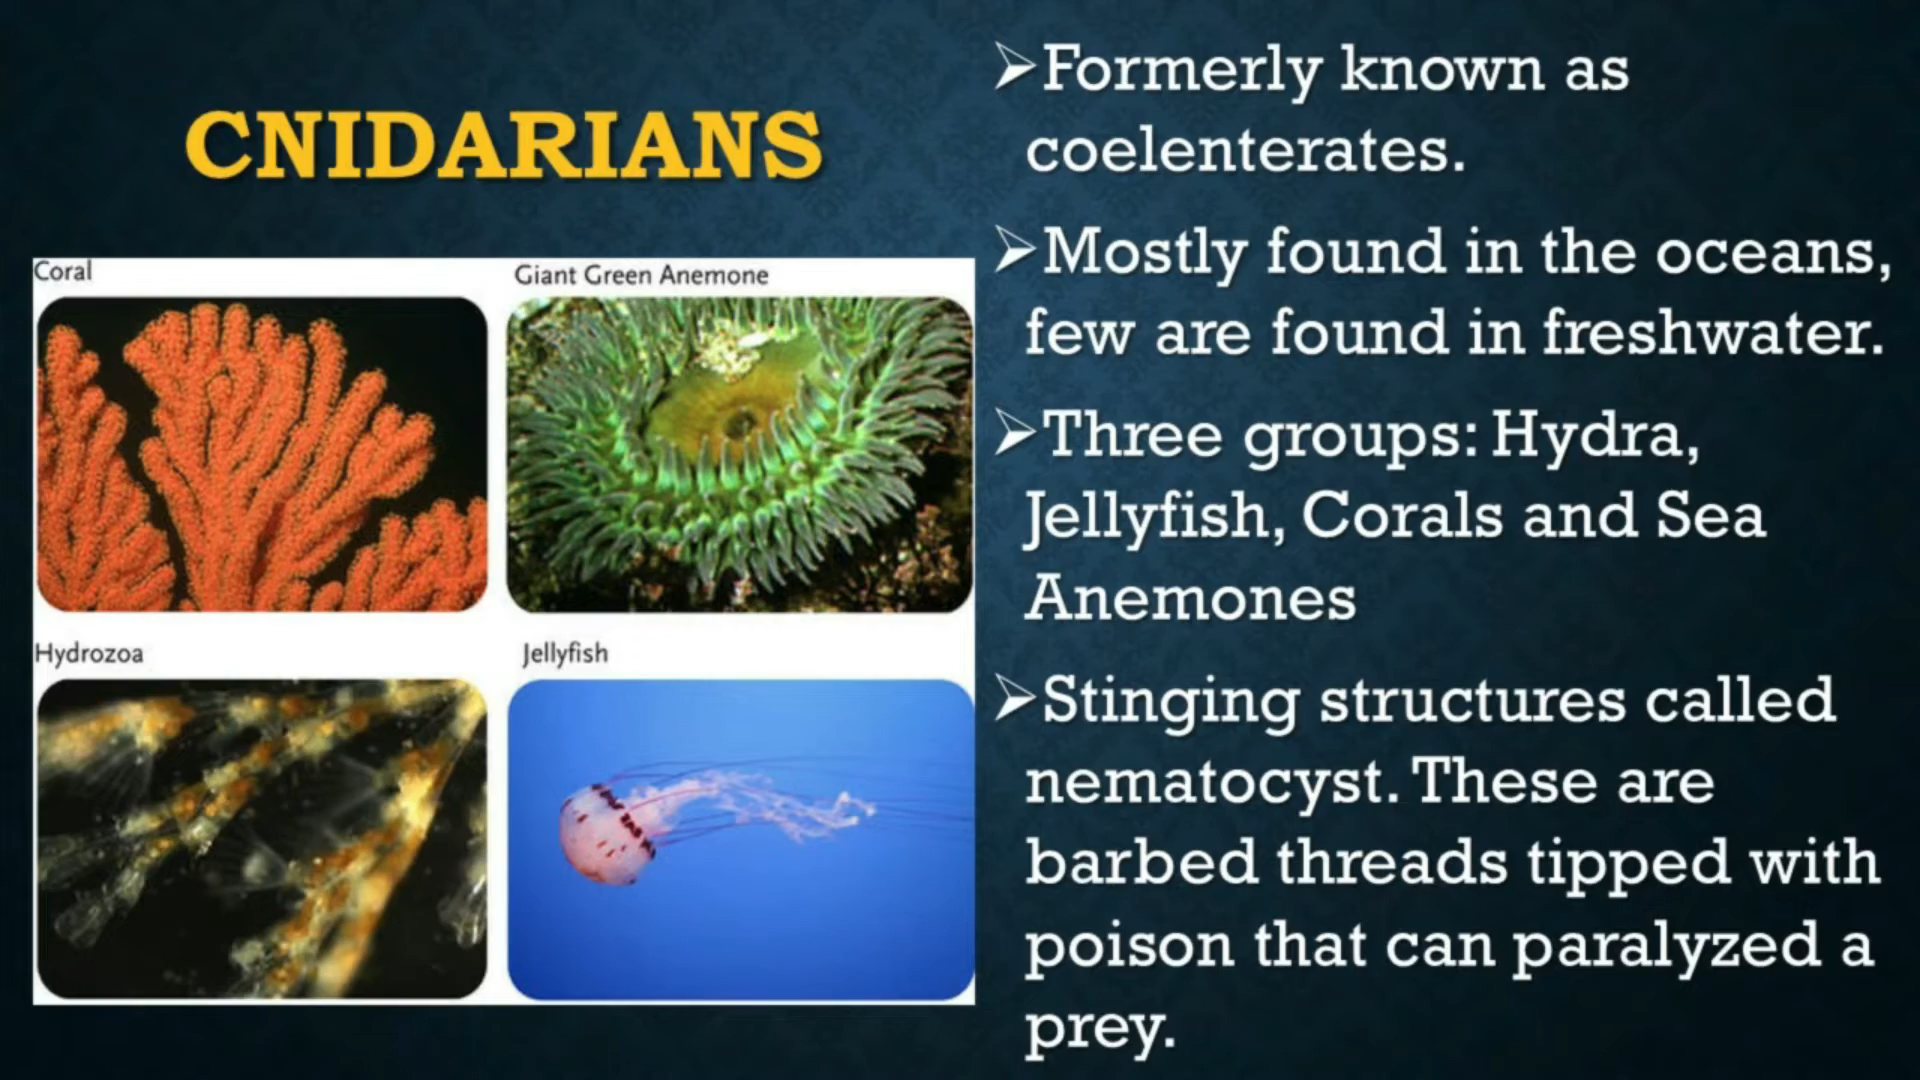 CNIDARIANS
Coral
Giant Green Anemone
Hydrozoa
Jellyfish
➢Formerly known as
coelenterates.
➢Mostly found in the oceans,
few are found in freshwater.
➢Three groups: Hydra,
Jellyfish, Corals and Sea
Anemones
➢Stinging structures called
nematocyst. These are
barbed threads tipped with
poison that can paralyzed a
prey.